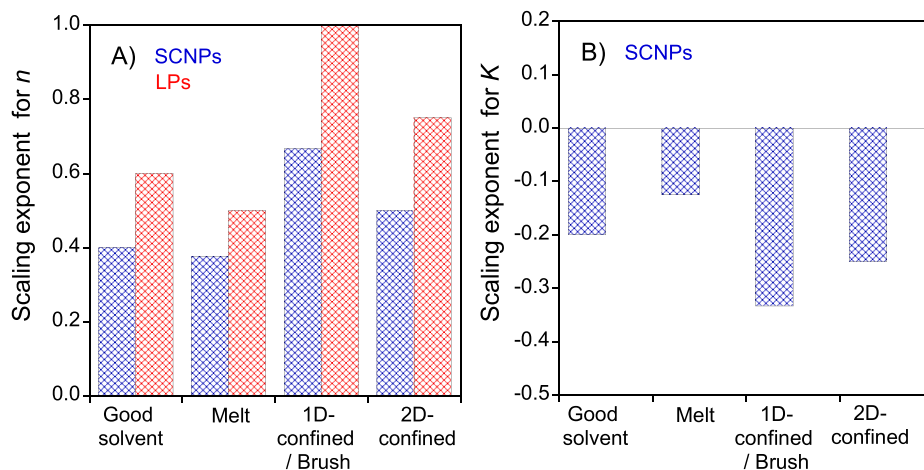 A)
SCNPs
LPs
Scaling exponent for n
1.0
0.8
0.6
0.4
0.2
0.0
Good
solvent
Melt
1D-
confined
/ Brush
2D-
confined
B)
SCNPs
Scaling exponent for K
0.2
0.1
0.0
-0.1
-0.2
-0.3
-0.4
-0.5
Good
solvent
Melt
1D-
confined
/ Brush
2D-
confined